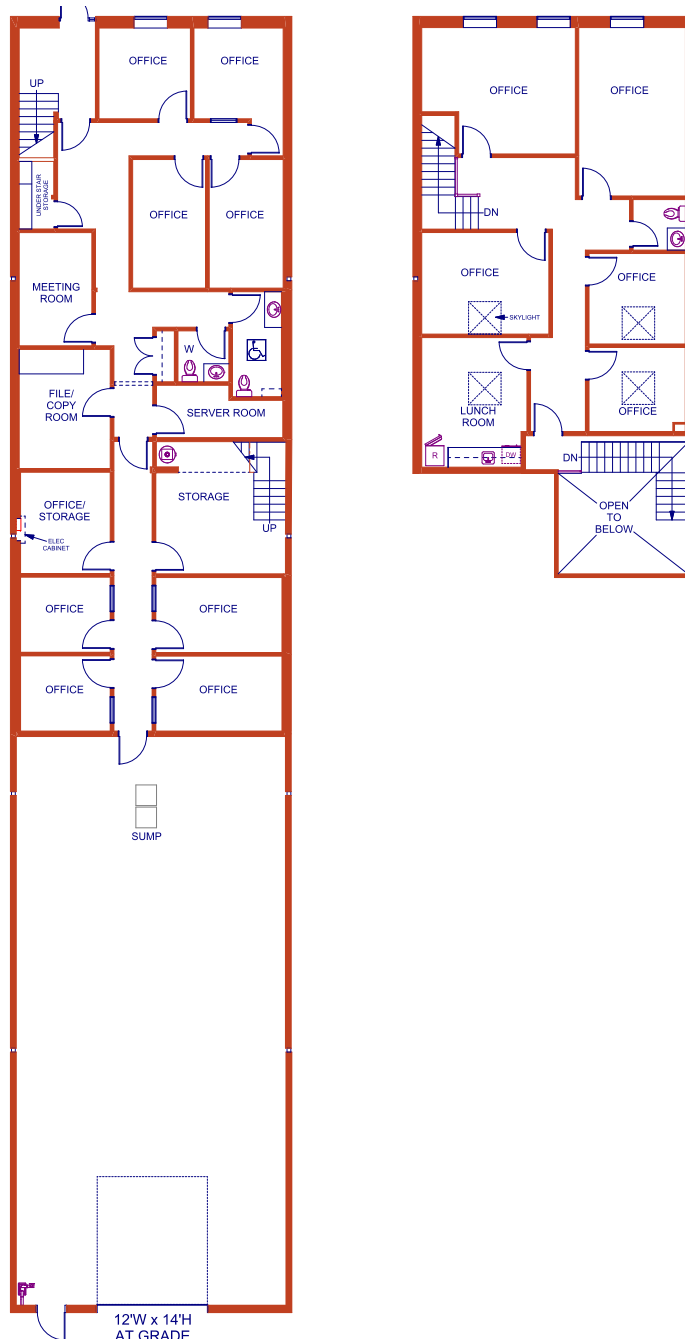 OFFICE
OFFICE
UP
UNDER STAIR
STORAGE
OFFICE
OFFICE
MEETING
ROOM
W
FILE/
COPY
ROOM
SERVER ROOM
STORAGE
UP
OFFICE/
STORAGE
ELEC
CABINET
OFFICE
OFFICE
OFFICE
OFFICE
SUMP
12'W x 14'H
AT GRADE
OFFICE
OFFICE
DN
OFFICE
SKYLIGHT
OFFICE
LUNCH
ROOM
OFFICE
R
DW
DN
OPEN
TO
BELOW